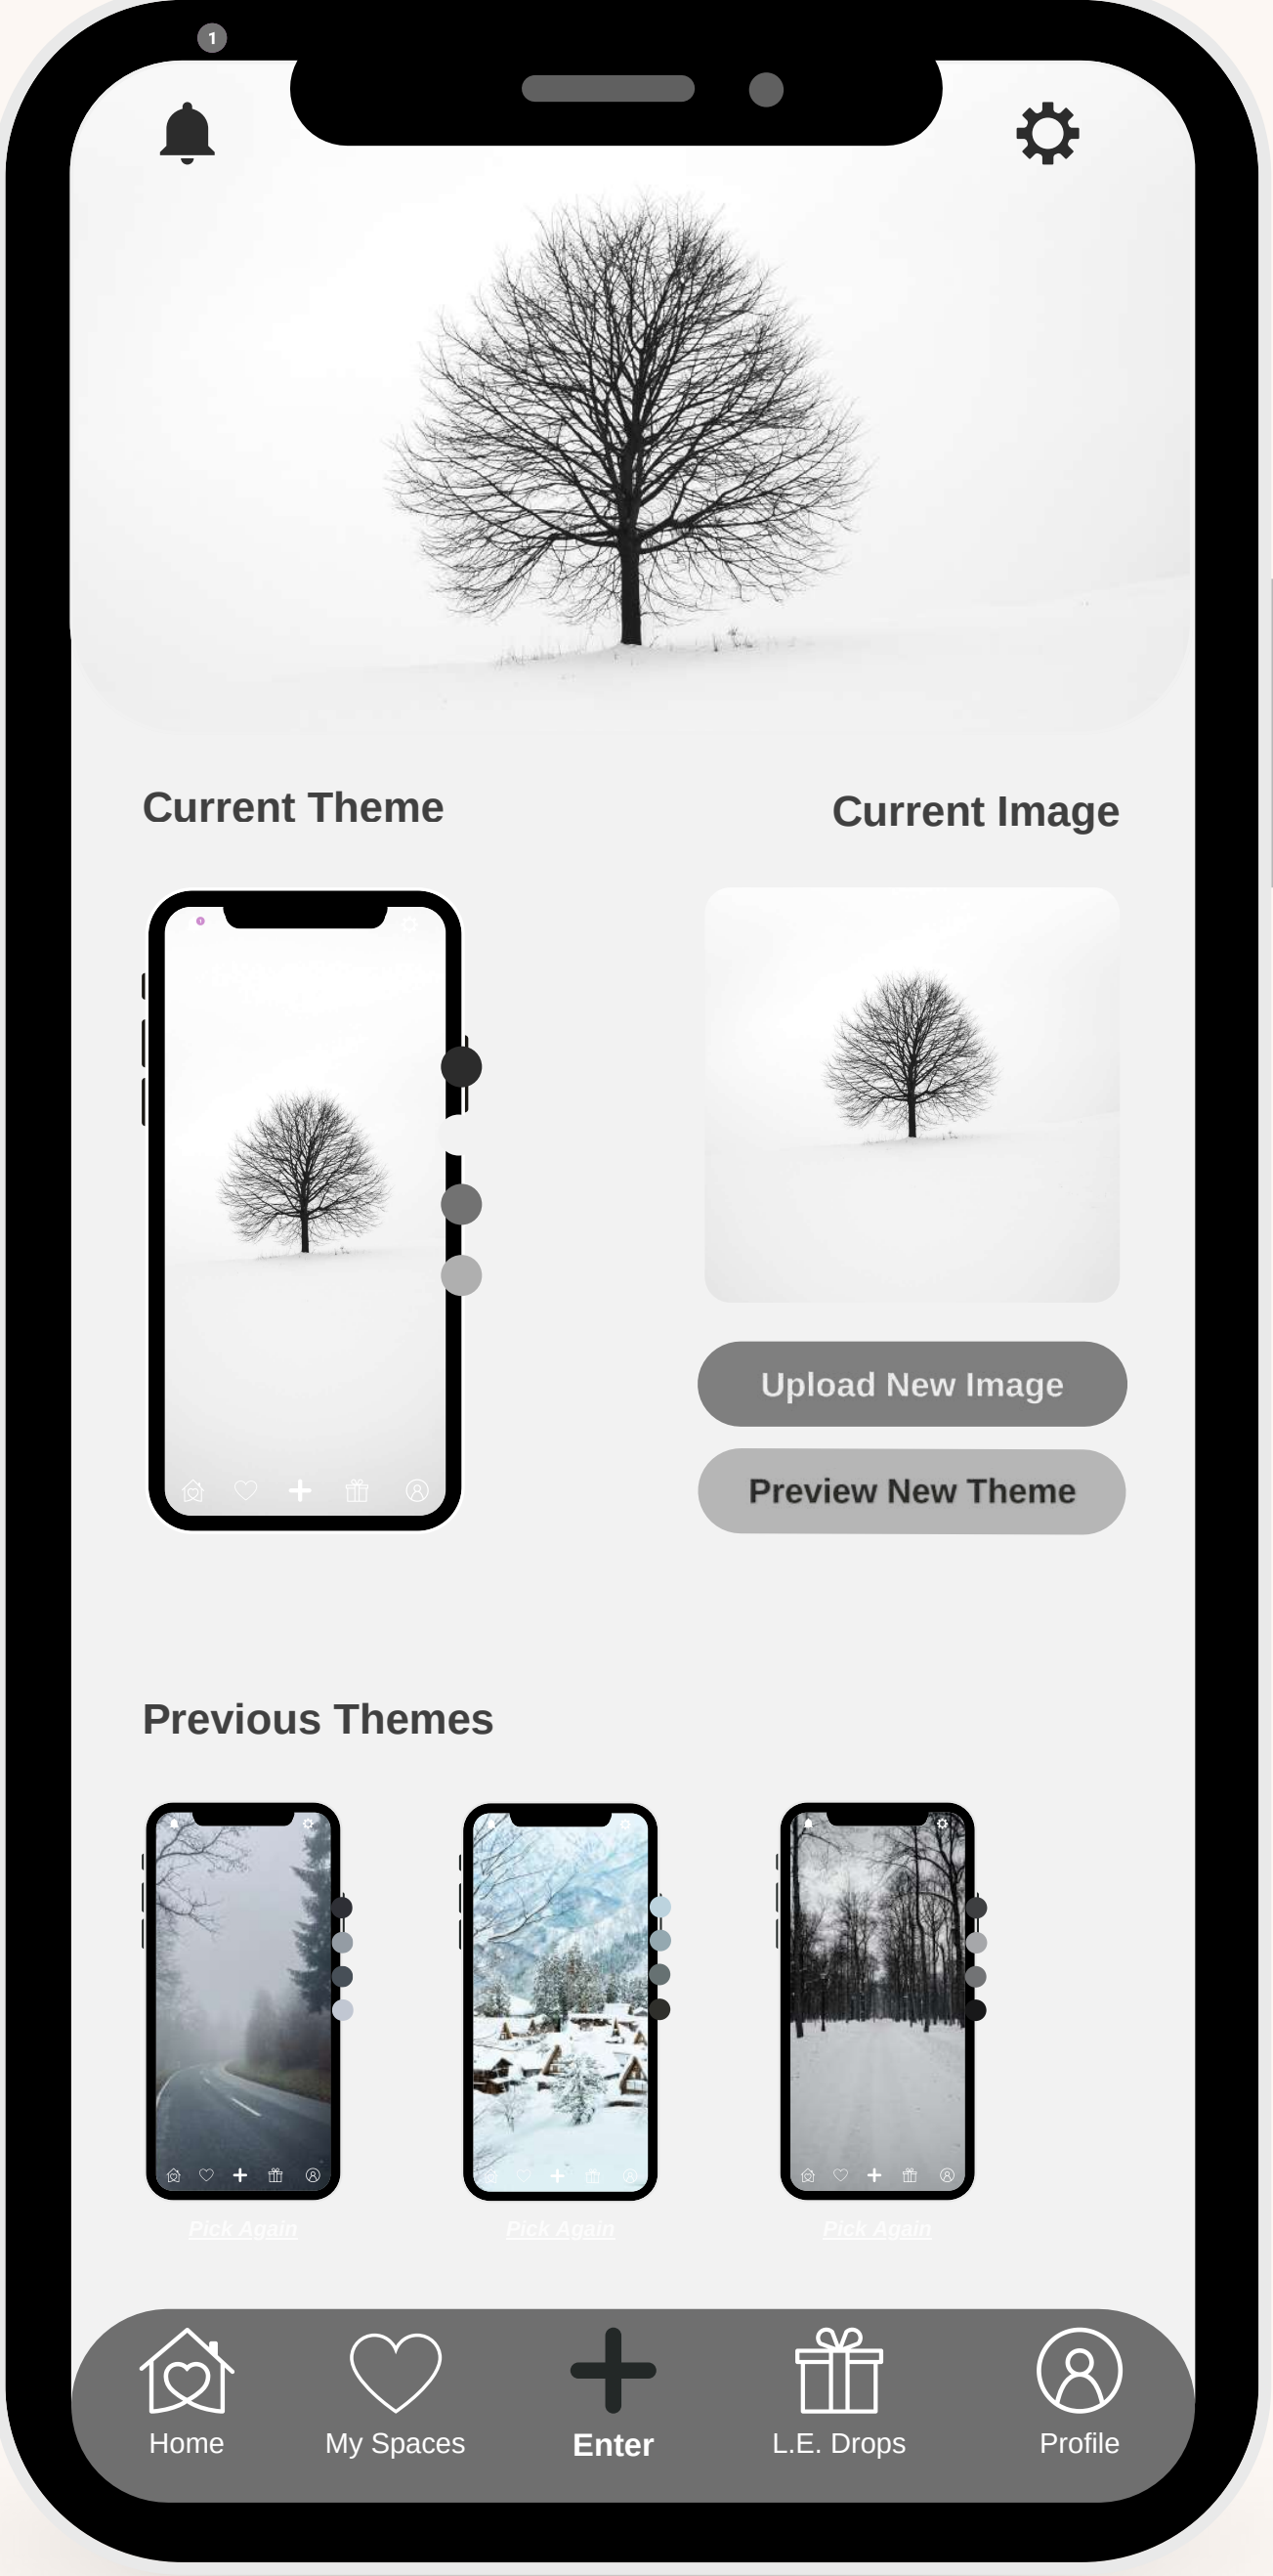 1
Current Theme
Current Image
Upload New Image
Preview New Theme
Previous Themes
Pick Again
Pick Again
Pick Again
Home
My Spaces
Enter
L.E. Drops
Profile